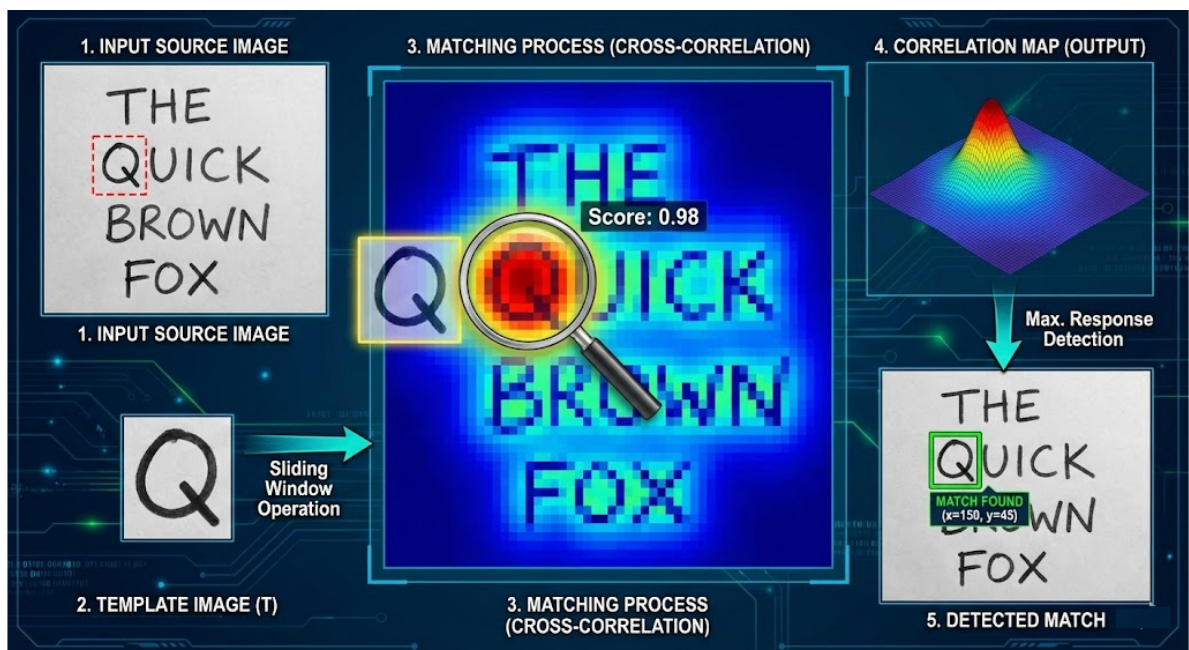 1. INPUT SOURCE IMAGE
THE
QUICK
BROWN
FOX
1. INPUT SOURCE IMAGE
Q
Sliding
Window
Operation
2. TEMPLATE IMAGE (T)
3. MATCHING PROCESS (CROSS-CORRELATION)
THE
Score: 0.98
Q QUICK
BROWN
FOX
3. MATCHING PROCESS
(CROSS-CORRELATION)
4. CORRELATION MAP (OUTPUT)
Max. Response
Detection
THE
QUICK
MATCH FOUND
(x=150, y=45)
WN
FOX
5. DETECTED MATCH